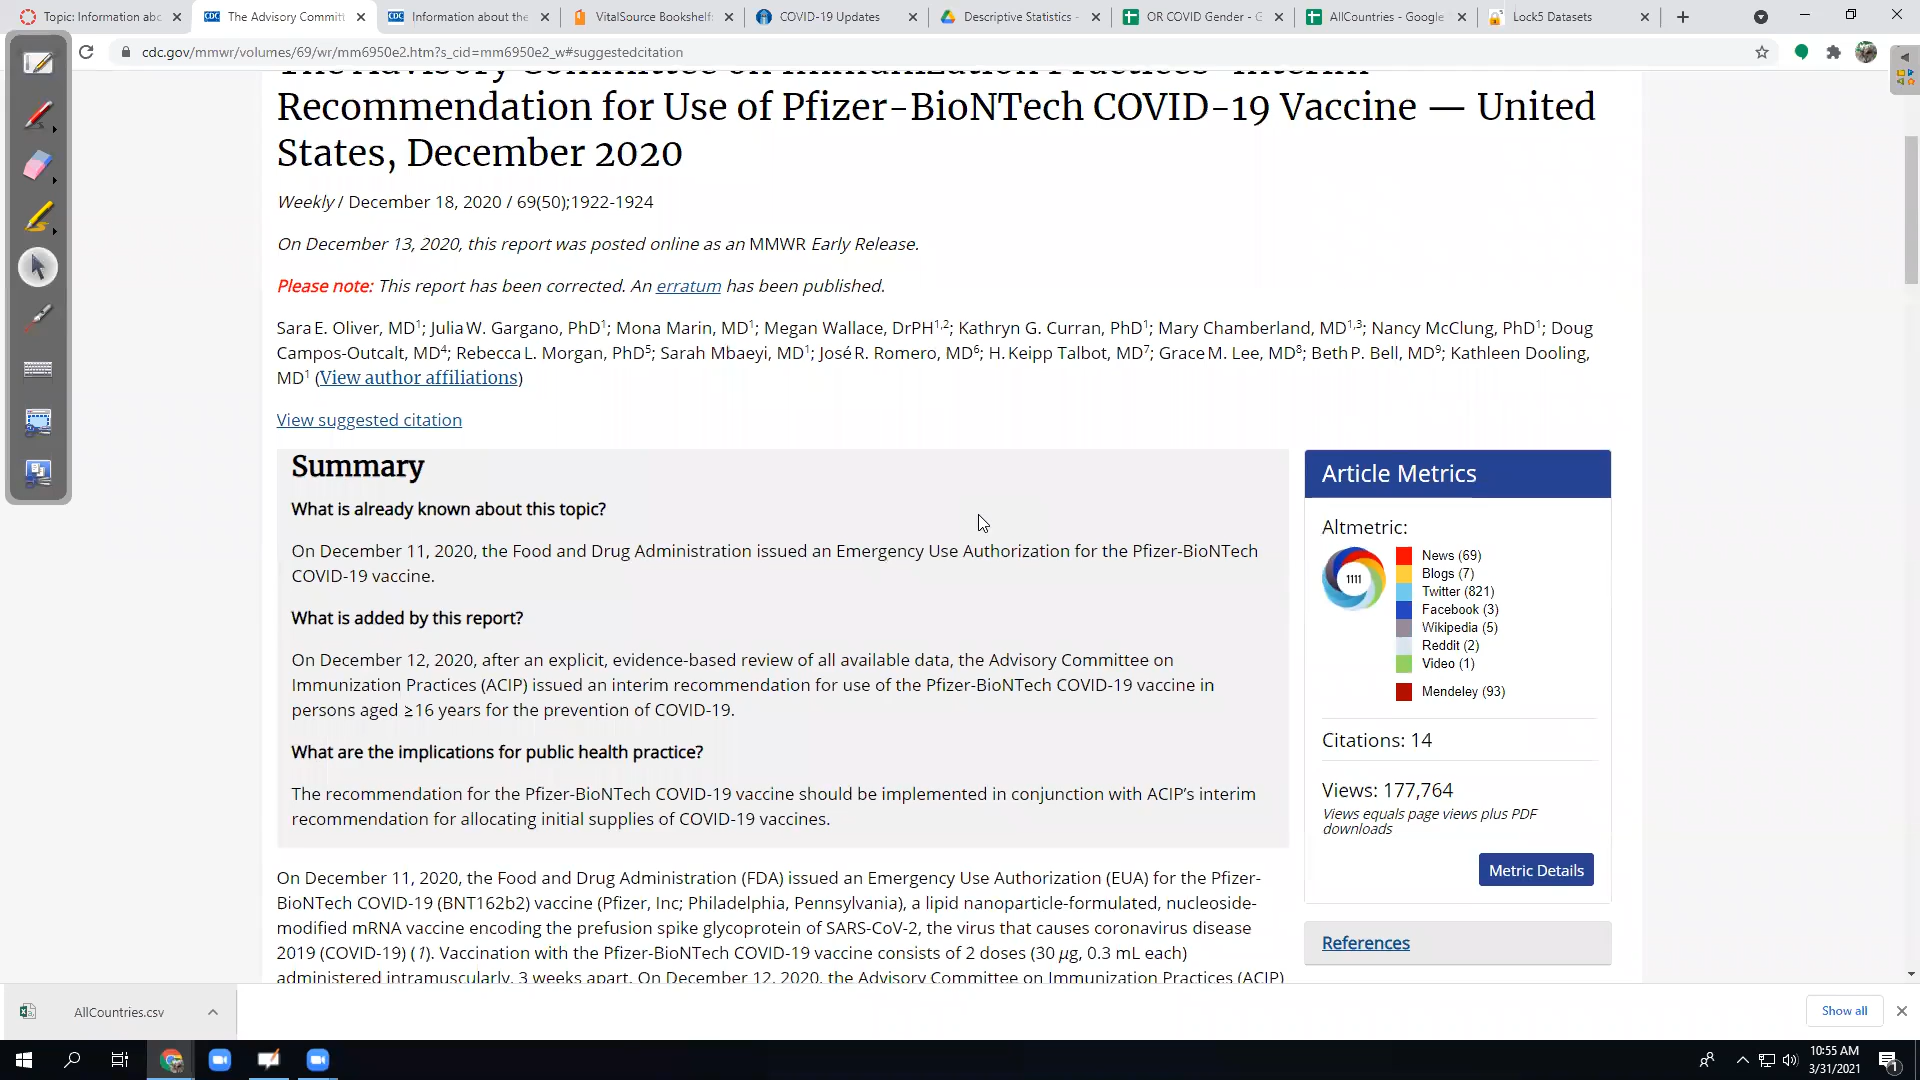 Topic: Information abo
The Advisory Committ
Information about the
VitalSource Bookshelf:
COVID-19 Updates
Descriptive Statistics -
OR COVID Gender - G
AllCountries - Google
Lock5 Datasets
cdc.gov/mmwr/volumes/69/wr/mm6950e2.htm?s_cid=mm6950e2_w#suggestedcitation
The Advisory Committee on Immunization Practices' Interim
Recommendation for Use of Pfizer-BioNTech COVID-19 Vaccine — United
States, December 2020
Weekly / December 18, 2020 / 69(50);1922-1924
On December 13, 2020, this report was posted online as an MMWR Early Release.
Please note: This report has been corrected. An erratum has been published.
Sara E. Oliver, MD1; Julia W. Gargano, PhD1; Mona Marin, MD1; Megan Wallace, DrPH1,2; Kathryn G. Curran, PhD1; Mary Chamberland, MD1,3; Nancy McClung, PhD1; Doug
Campos-Outcalt, MD4; Rebecca L. Morgan, PhD5; Sarah Mbaeyi, MD1; José R. Romero, MD6; H. Keipp Talbot, MD7; Grace M. Lee, MD8; Beth P. Bell, MD9; Kathleen Dooling,
MD1 (View author affiliations)
View suggested citation
Summary
What is already known about this topic?
On December 11, 2020, the Food and Drug Administration issued an Emergency Use Authorization for the Pfizer-BioNTech
COVID-19 vaccine.
What is added by this report?
On December 12, 2020, after an explicit, evidence-based review of all available data, the Advisory Committee on
Immunization Practices (ACIP) issued an interim recommendation for use of the Pfizer-BioNTech COVID-19 vaccine in
persons aged ≥16 years for the prevention of COVID-19.
What are the implications for public health practice?
The recommendation for the Pfizer-BioNTech COVID-19 vaccine should be implemented in conjunction with ACIP's interim
recommendation for allocating initial supplies of COVID-19 vaccines.
On December 11, 2020, the Food and Drug Administration (FDA) issued an Emergency Use Authorization (EUA) for the Pfizer-
BioNTech COVID-19 (BNT162b2) vaccine (Pfizer, Inc; Philadelphia, Pennsylvania), a lipid nanoparticle-formulated, nucleoside-
modified mRNA vaccine encoding the prefusion spike glycoprotein of SARS-CoV-2, the virus that causes coronavirus disease
2019 (COVID-19) (1). Vaccination with the Pfizer-BioNTech COVID-19 vaccine consists of 2 doses (30 μg, 0.3 mL each)
administered intramuscularly, 3 weeks apart. On December 12, 2020, the Advisory Committee on Immunization Practices (ACIP)
Article Metrics
Altmetric:
1111
News (69)
Blogs (7)
Twitter (821)
Facebook (3)
Wikipedia (5)
Reddit (2)
Video (1)
Mendeley (93)
Citations: 14
Views: 177,764
Views equals page views plus PDF
downloads
Metric Details
References
AllCountries.csv
Show all
10:55 AM
3/31/2021
1